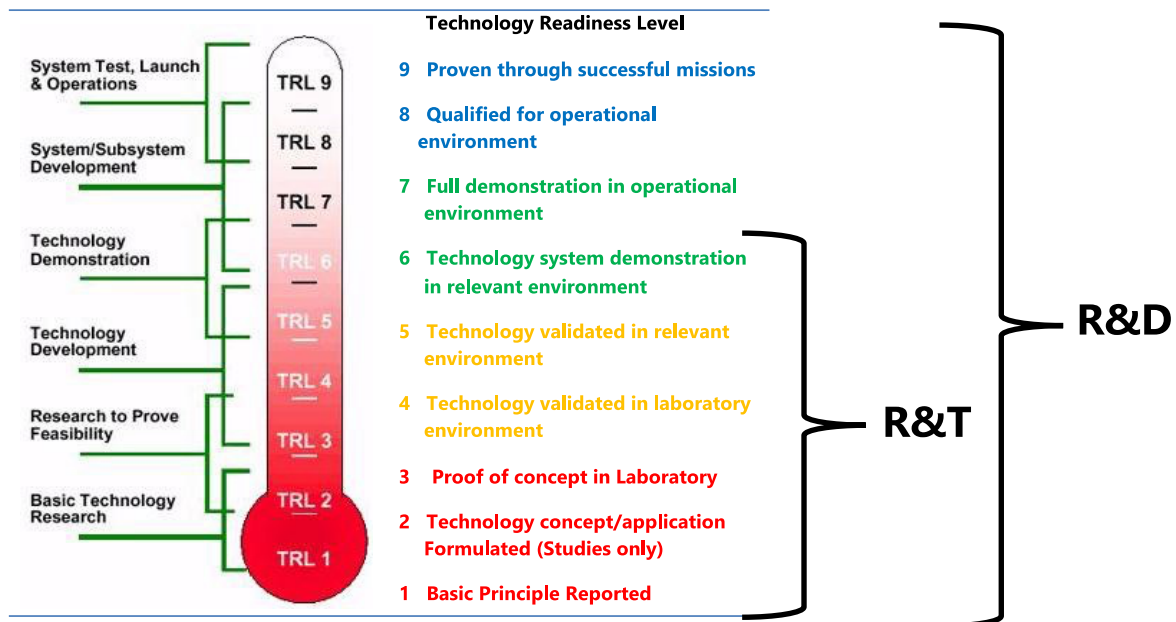 Technology Readiness Level
System Test, Launch
& Operations
System/Subsystem
Development
Technology
Demonstration
Technology
Development
Research to Prove
Feasibility
Basic Technology
Research
TRL 9
TRL 8
TRL 7
TRL 6
TRL 5
TRL 4
TRL 3
TRL 2
TRL 1
9 Proven through successful missions
8 Qualified for operational
environment
7 Full demonstration in operational
environment
6 Technology system demonstration
in relevant environment
5 Technology validated in relevant
environment
4 Technology validated in laboratory
environment
3 Proof of concept in Laboratory
2 Technology concept/application
Formulated (Studies only)
1 Basic Principle Reported
R&T
R&D